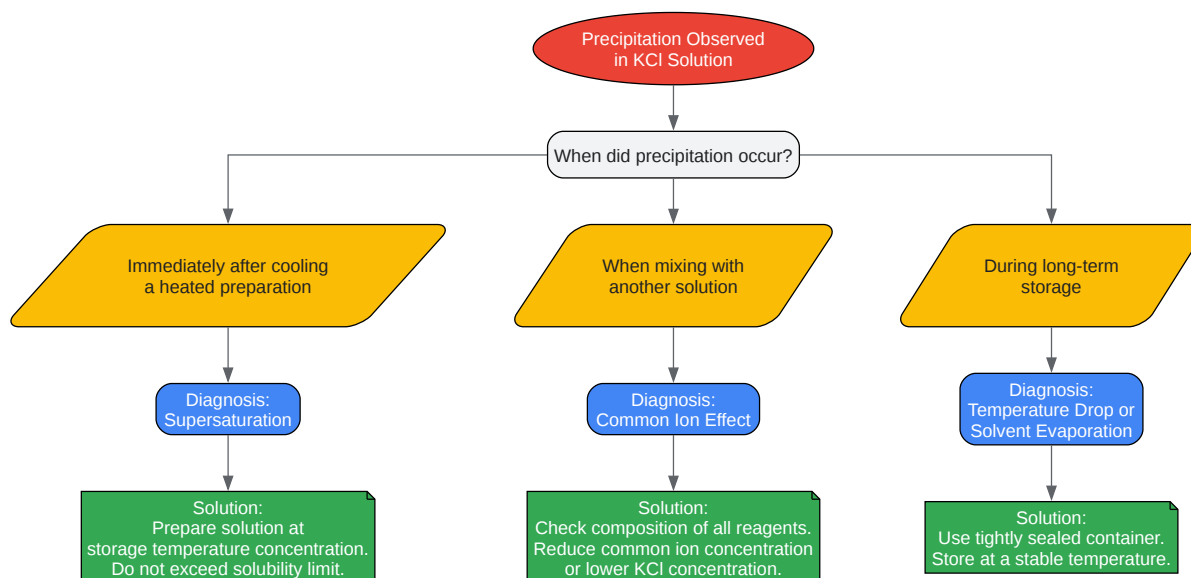 Precipitation Observed
in KCl Solution
When did precipitation occur?
Immediately after cooling
a heated preparation
When mixing with
another solution
During long-term
storage
Diagnosis:
Supersaturation
Diagnosis:
Common Ion Effect
Diagnosis:
Temperature Drop or
Solvent Evaporation
Solution:
Prepare solution at
storage temperature concentration.
Do not exceed solubility limit.
Solution:
Check composition of all reagents.
Reduce common ion concentration
or lower KCl concentration.
Solution:
Use tightly sealed container.
Store at a stable temperature.